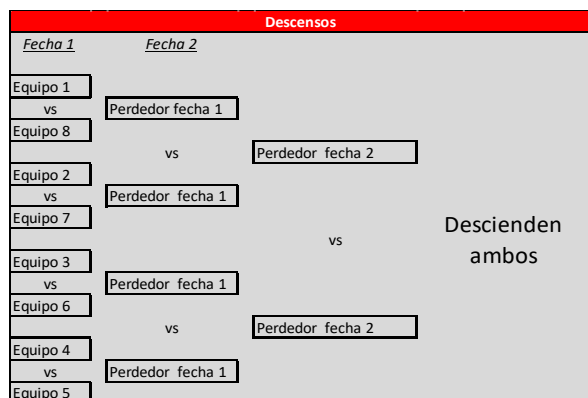 Descensos
Fecha 1 Fecha 2
Equipo 1
vs Perdedor fecha 1
Equipo 8
vs Perdedor fecha 2
Equipo 2
vs Perdedor fecha 1
Equipo 7
vs
Descienden
ambos
Equipo 3
vs Perdedor fecha 1
Equipo 6
vs Perdedor fecha 2
Equipo 4
vs Perdedor fecha 1
Equipo 5